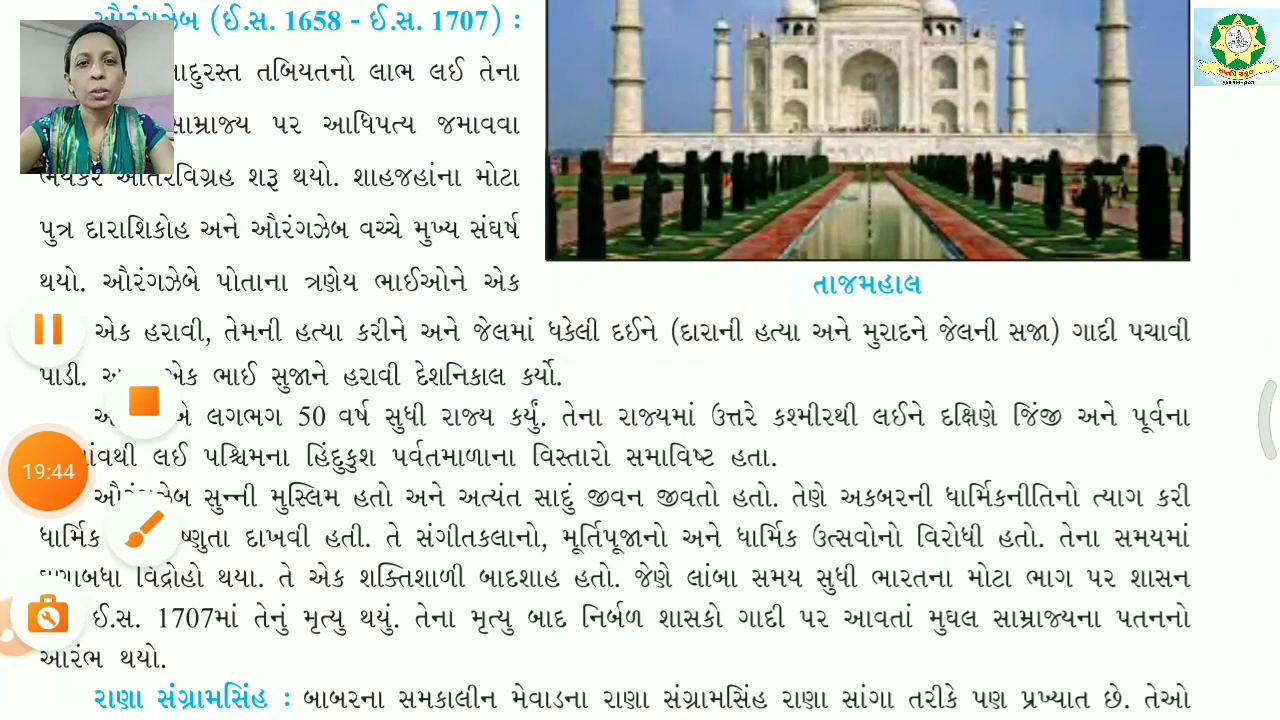 ઔરંગઝેબ (ઈ.સ. 1658 - ઈ.સ. 1707) :
તબિયતનો લાભ લઈ તેના
સામ્રાજ્ય પર આધિપત્ય જમાવવા
શરૂ થયો. શાહજહાંના મોટા
પુત્ર દારાશિકોહ અને ઔરંગઝેબ વચ્ચે મુખ્ય સંઘર્ષ
થયો. ઔરંગઝેબે પોતાના ત્રણેય ભાઈઓને એક
તાજમહાલ
એક હરાવી, તેમની હત્યા કરીને અને જેલમાં ધકેલી દઈને (દારાની હત્યા અને મુરાદને જેલની સજા) ગાદી પચાવી
પાડી. એક ભાઈ સુજાને હરાવી દેશનિકાલ કર્યો.
લગભગ 50 વર્ષ સુધી રાજ્ય કર્યું. તેના રાજ્યમાં ઉત્તરે કશ્મીરથી લઈને દક્ષિણે જિંજી અને પૂર્વના
લઈ પશ્ચિમના હિંદુકુશ પર્વતમાળાના વિસ્તારો સમાવિષ્ટ હતા.
19:44
ઔરંગઝેબ સુન્ની મુસ્લિમ હતો અને અત્યંત સાદું જીવન જીવતો હતો. તેણે અકબરની ધાર્મિકનીતિનો ત્યાગ કરી
ધાર્મિક દાખવી હતી. તે સંગીતકલાનો, મૂર્તિપૂજાનો અને ધાર્મિક ઉત્સવોનો વિરોધી હતો. તેના સમયમાં
વિદ્રોહો થયા. તે એક શક્તિશાળી બાદશાહ હતો. જેણે લાંબા સમય સુધી ભારતના મોટા ભાગ પર શાસન
ઈ.સ. 1707માં તેનું મૃત્યુ થયું. તેના મૃત્યુ બાદ નિર્બળ શાસકો ગાદી પર આવતાં મુઘલ સામ્રાજ્યના પતનનો
આરંભ થયો.
રાણા સંગ્રામસિંહ : બાબરના સમકાલીન મેવાડના રાણા સંગ્રામસિંહ રાણા સાંગા તરીકે પણ પ્રખ્યાત છે. તેઓ